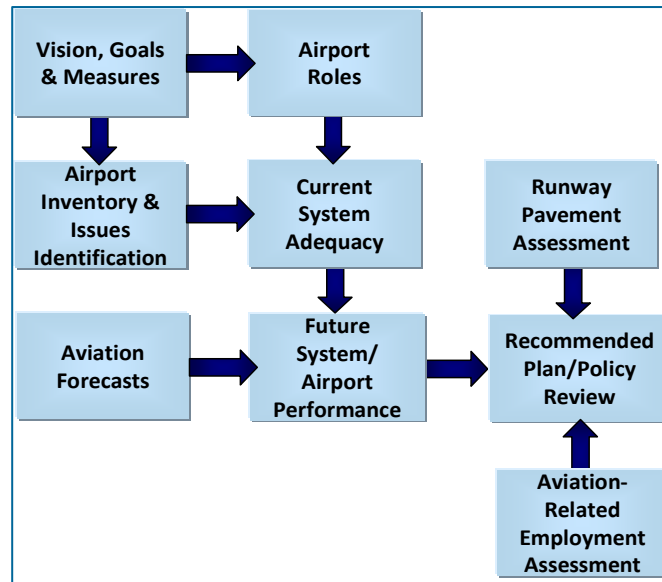 Vision, Goals
& Measures
Airport
Roles
Airport
Inventory &
Issues
Identification
Current
System
Adequacy
Runway
Pavement
Assessment
Aviation
Forecasts
Future
System/
Airport
Performance
Recommended
Plan/Policy
Review
Aviation-
Related
Employment
Assessment